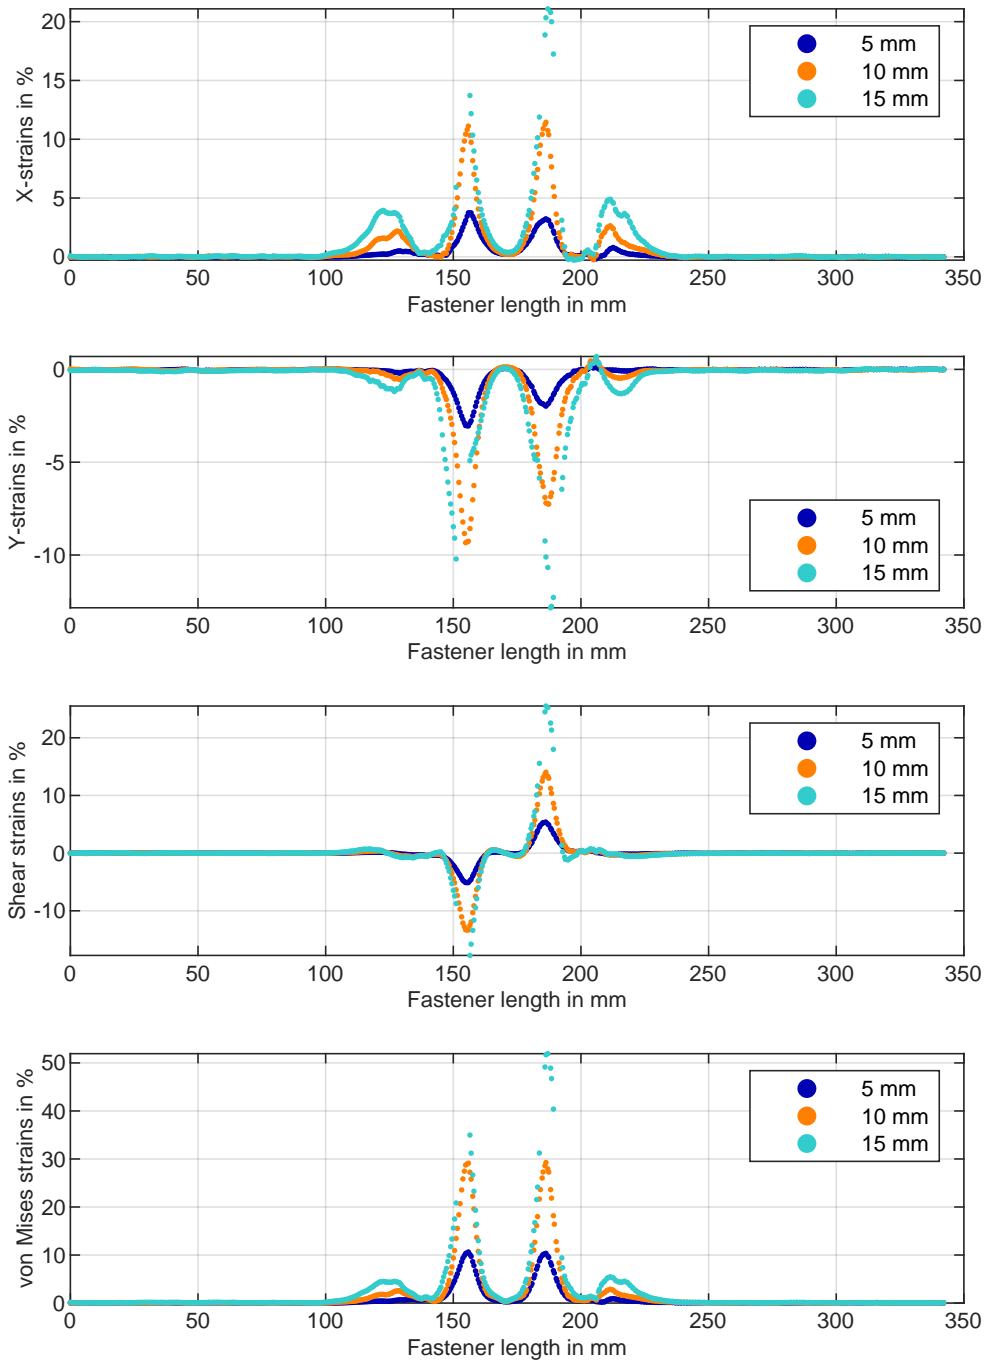 X-strains in %
20
15
10
5
0
5 mm
10 mm
15 mm
0 50 100 150 200 250 300 350
Fastener length in mm
Y-strains in %
0
-5
-10
5 mm
10 mm
15 mm
0 50 100 150 200 250 300 350
Fastener length in mm
Shear strains in %
20
10
0
-10
5 mm
10 mm
15 mm
0 50 100 150 200 250 300 350
Fastener length in mm
von Mises strains in %
50
40
30
20
10
0
5 mm
10 mm
15 mm
0 50 100 150 200 250 300 350
Fastener length in mm